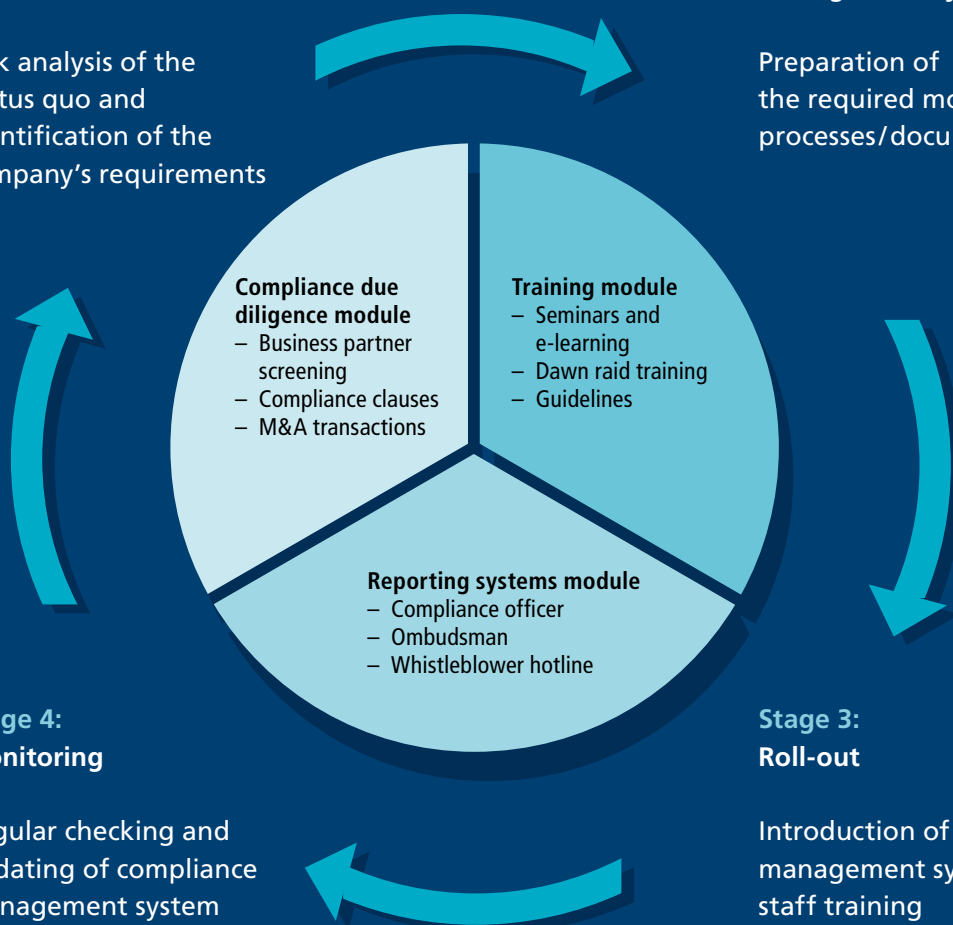 k analysis of the
tus quo and
ntification of the
mpany's requirements
Preparation of
the required mo
processes/docu
Compliance due
diligence module
– Business partner
screening
– Compliance clauses
– M&A transactions
Training module
– Seminars and
e-learning
– Dawn raid training
– Guidelines
Reporting systems module
– Compliance officer
– Ombudsman
– Whistleblower hotline
ge 4:
onitoring
gular checking and
dating of compliance
nagement system
Stage 3:
Roll-out
Introduction of
management sy
staff training